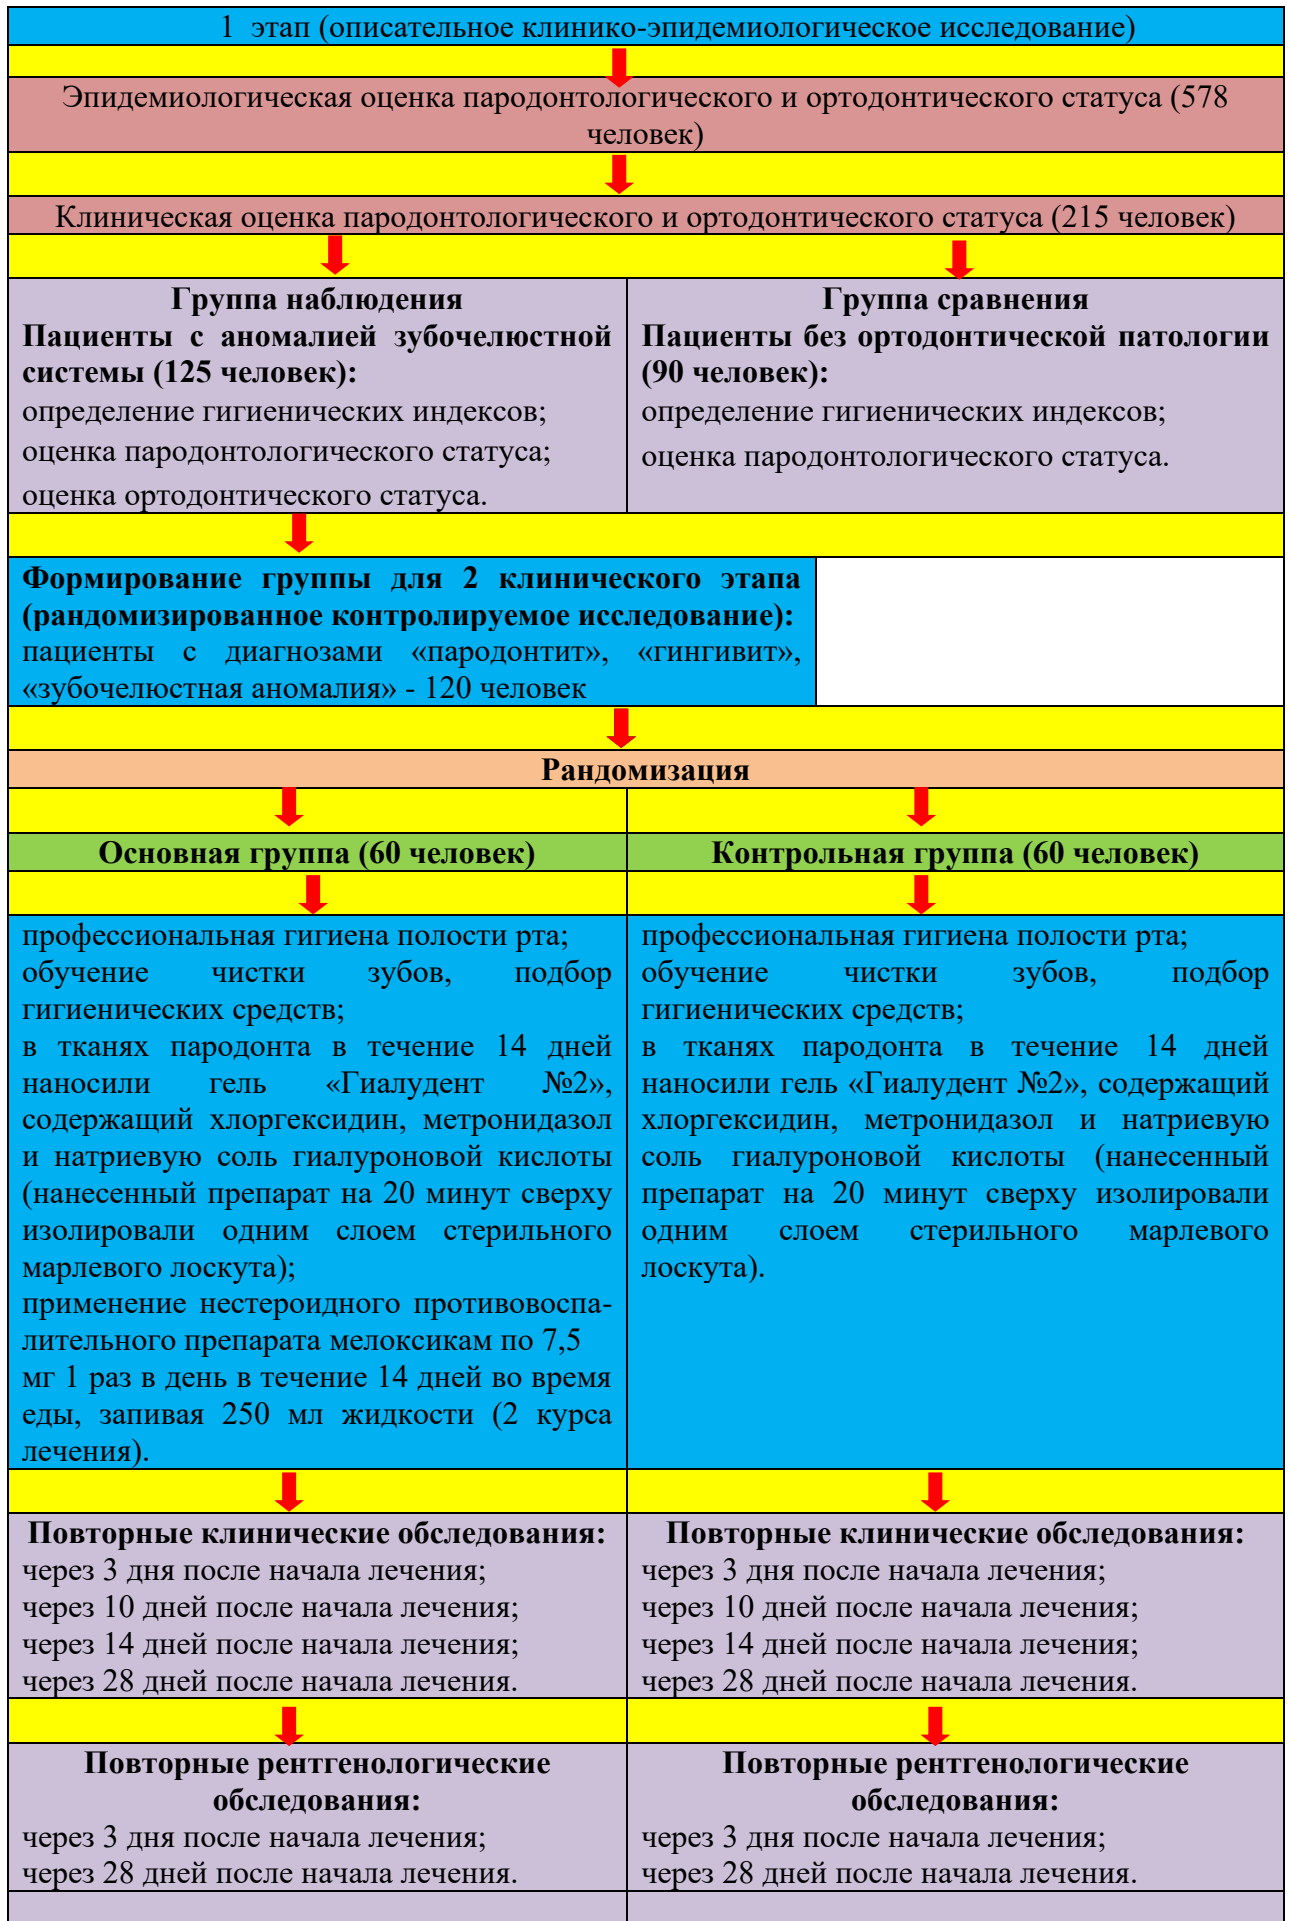 1 этап (описательное клинико-эпидемиологическое исследование)
Эпидемиологическая оценка пародонтологического и ортодонтического статуса (578
человек)
Клиническая оценка пародонтологического и ортодонтического статуса (215 человек)
Группа наблюдения
Пациенты с аномалией зубочелюстной
системы (125 человек):
определение гигиенических индексов;
оценка пародонтологического статуса;
оценка ортодонтического статуса.
Группа сравнения
Пациенты без ортодонтической патологии
(90 человек):
определение гигиенических индексов;
оценка пародонтологического статуса.
Формирование группы для 2 клинического этапа
(рандомизированное контролируемое исследование):
пациенты с диагнозами «пародонтит», «гингивит»,
«зубочелюстная аномалия» - 120 человек
Рандомизация
Основная группа (60 человек)
Контрольная группа (60 человек)
профессиональная гигиена полости рта;
обучение чистки зубов, подбор
гигиенических средств;
в тканях пародонта в течение 14 дней
наносили гель «Гиалудент №2»,
содержащий хлоргексидин, метронидазол
и натриевую соль гиалуроновой кислоты
(нанесенный препарат на 20 минут сверху
изолировали одним слоем стерильного
марлевого лоскута);
применение нестероидного противовоспа-
лительного препарата мелоксикам по 7,5
мг 1 раз в день в течение 14 дней во время
еды, запивая 250 мл жидкости (2 курса
лечения).
профессиональная гигиена полости рта;
обучение чистки зубов, подбор
гигиенических средств;
в тканях пародонта в течение 14 дней
наносили гель «Гиалудент №2», содержащий
хлоргексидин, метронидазол и натриевую
соль гиалуроновой кислоты (нанесенный
препарат на 20 минут сверху изолировали
одним слоем стерильного марлевого
лоскута).
Повторные клинические обследования:
через 3 дня после начала лечения;
через 10 дней после начала лечения;
через 14 дней после начала лечения;
через 28 дней после начала лечения.
Повторные клинические обследования:
через 3 дня после начала лечения;
через 10 дней после начала лечения;
через 14 дней после начала лечения;
через 28 дней после начала лечения.
Повторные рентгенологические
обследования:
через 3 дня после начала лечения;
через 28 дней после начала лечения.
Повторные рентгенологические
обследования:
через 3 дня после начала лечения;
через 28 дней после начала лечения.